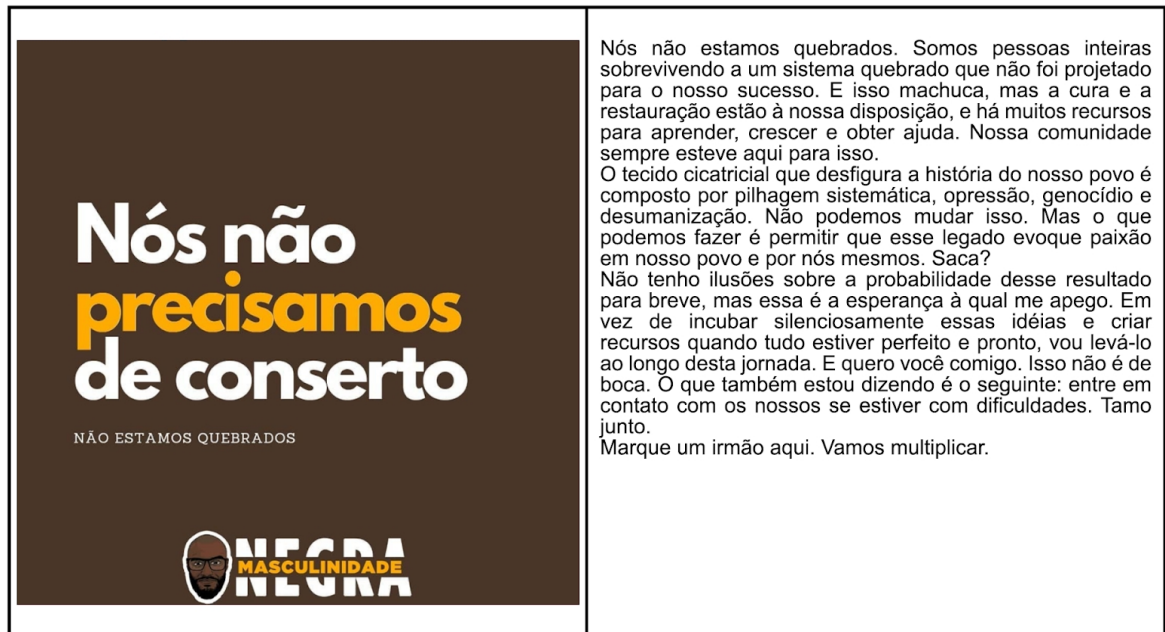 Nós não
precisamos
de conserto
NÃO ESTAMOS QUEBRADOS
NEGRA
MASCULINIDADE
Nós não estamos quebrados. Somos pessoas inteiras
sobrevivendo a um sistema quebrado que não foi projetado
para o nosso sucesso. E isso machuca, mas a cura e a
restauração estão à nossa disposição, e há muitos recursos
para aprender, crescer e obter ajuda. Nossa comunidade
sempre esteve aqui para isso.
O tecido cicatricial que desfigura a história do nosso povo é
composto por pilhagem sistemática, opressão, genocídio e
desumanização. Não podemos mudar isso. Mas o que
podemos fazer é permitir que esse legado evoque paixão
em nosso povo e por nós mesmos. Saca?
Não tenho ilusões sobre a probabilidade desse resultado
para breve, mas essa é a esperança à qual me apego. Em
vez de incubar silenciosamente essas idéias e criar
recursos quando tudo estiver perfeito e pronto, vou levá-lo
ao longo desta jornada. E quero você comigo. Isso não é de
boca. O que também estou dizendo é o seguinte: entre em
contato com os nossos se estiver com dificuldades. Tamo
junto.
Marque um irmão aqui. Vamos multiplicar.